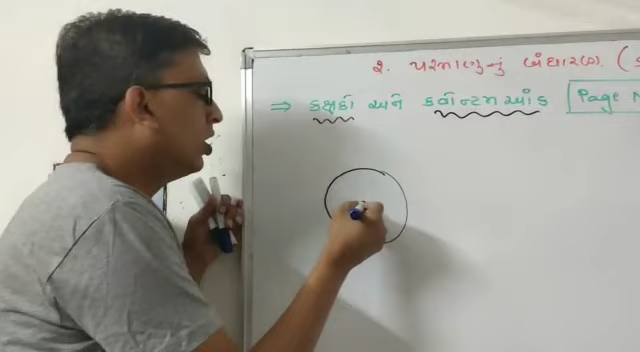 ૨. પરમાણુનું બંધારણ (
⇒ કક્ષકો અને ક્વૉન્ટમ આંક Page